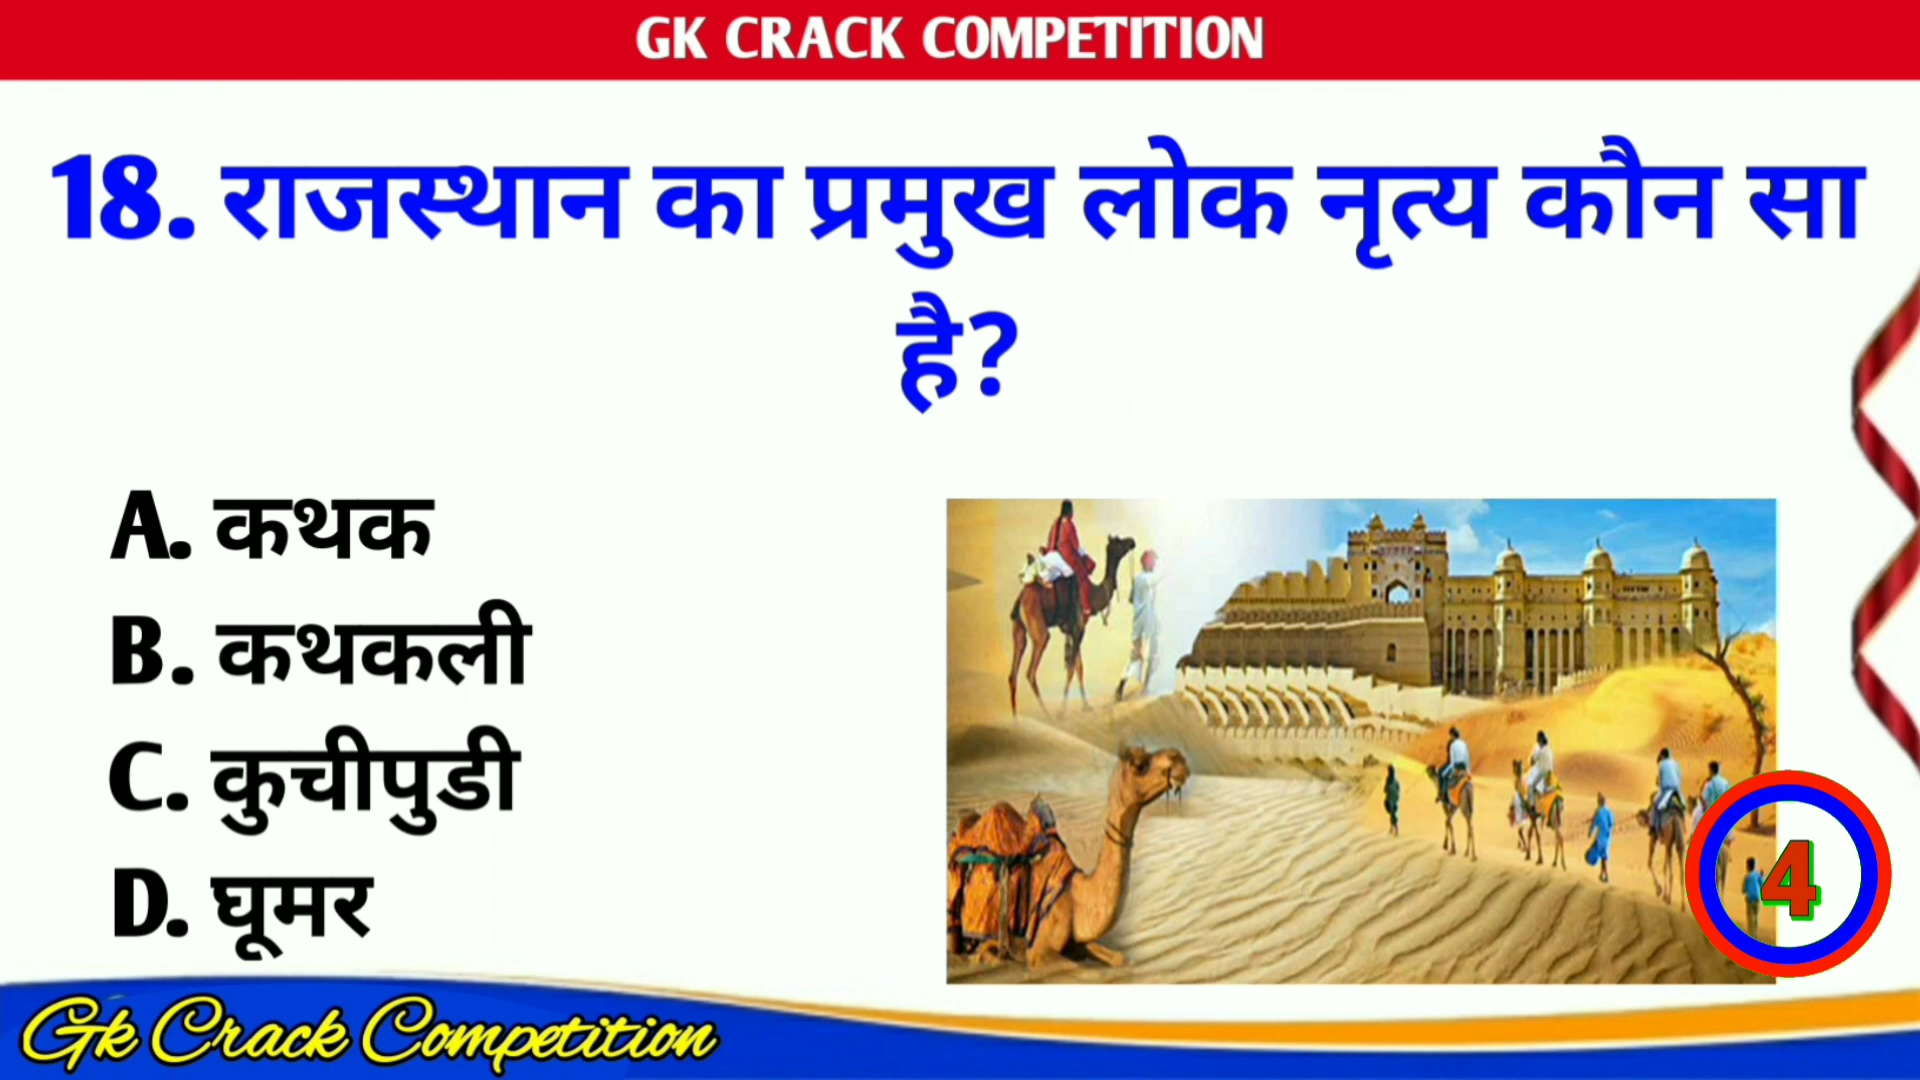 GK CRACK COMPETITION
18. राजस्थान का प्रमुख लोक नृत्य कौन सा
है?
A. कथक
B. कथकली
C. कुचीपुडी
D. घूमर
4
Gk Crack Competition